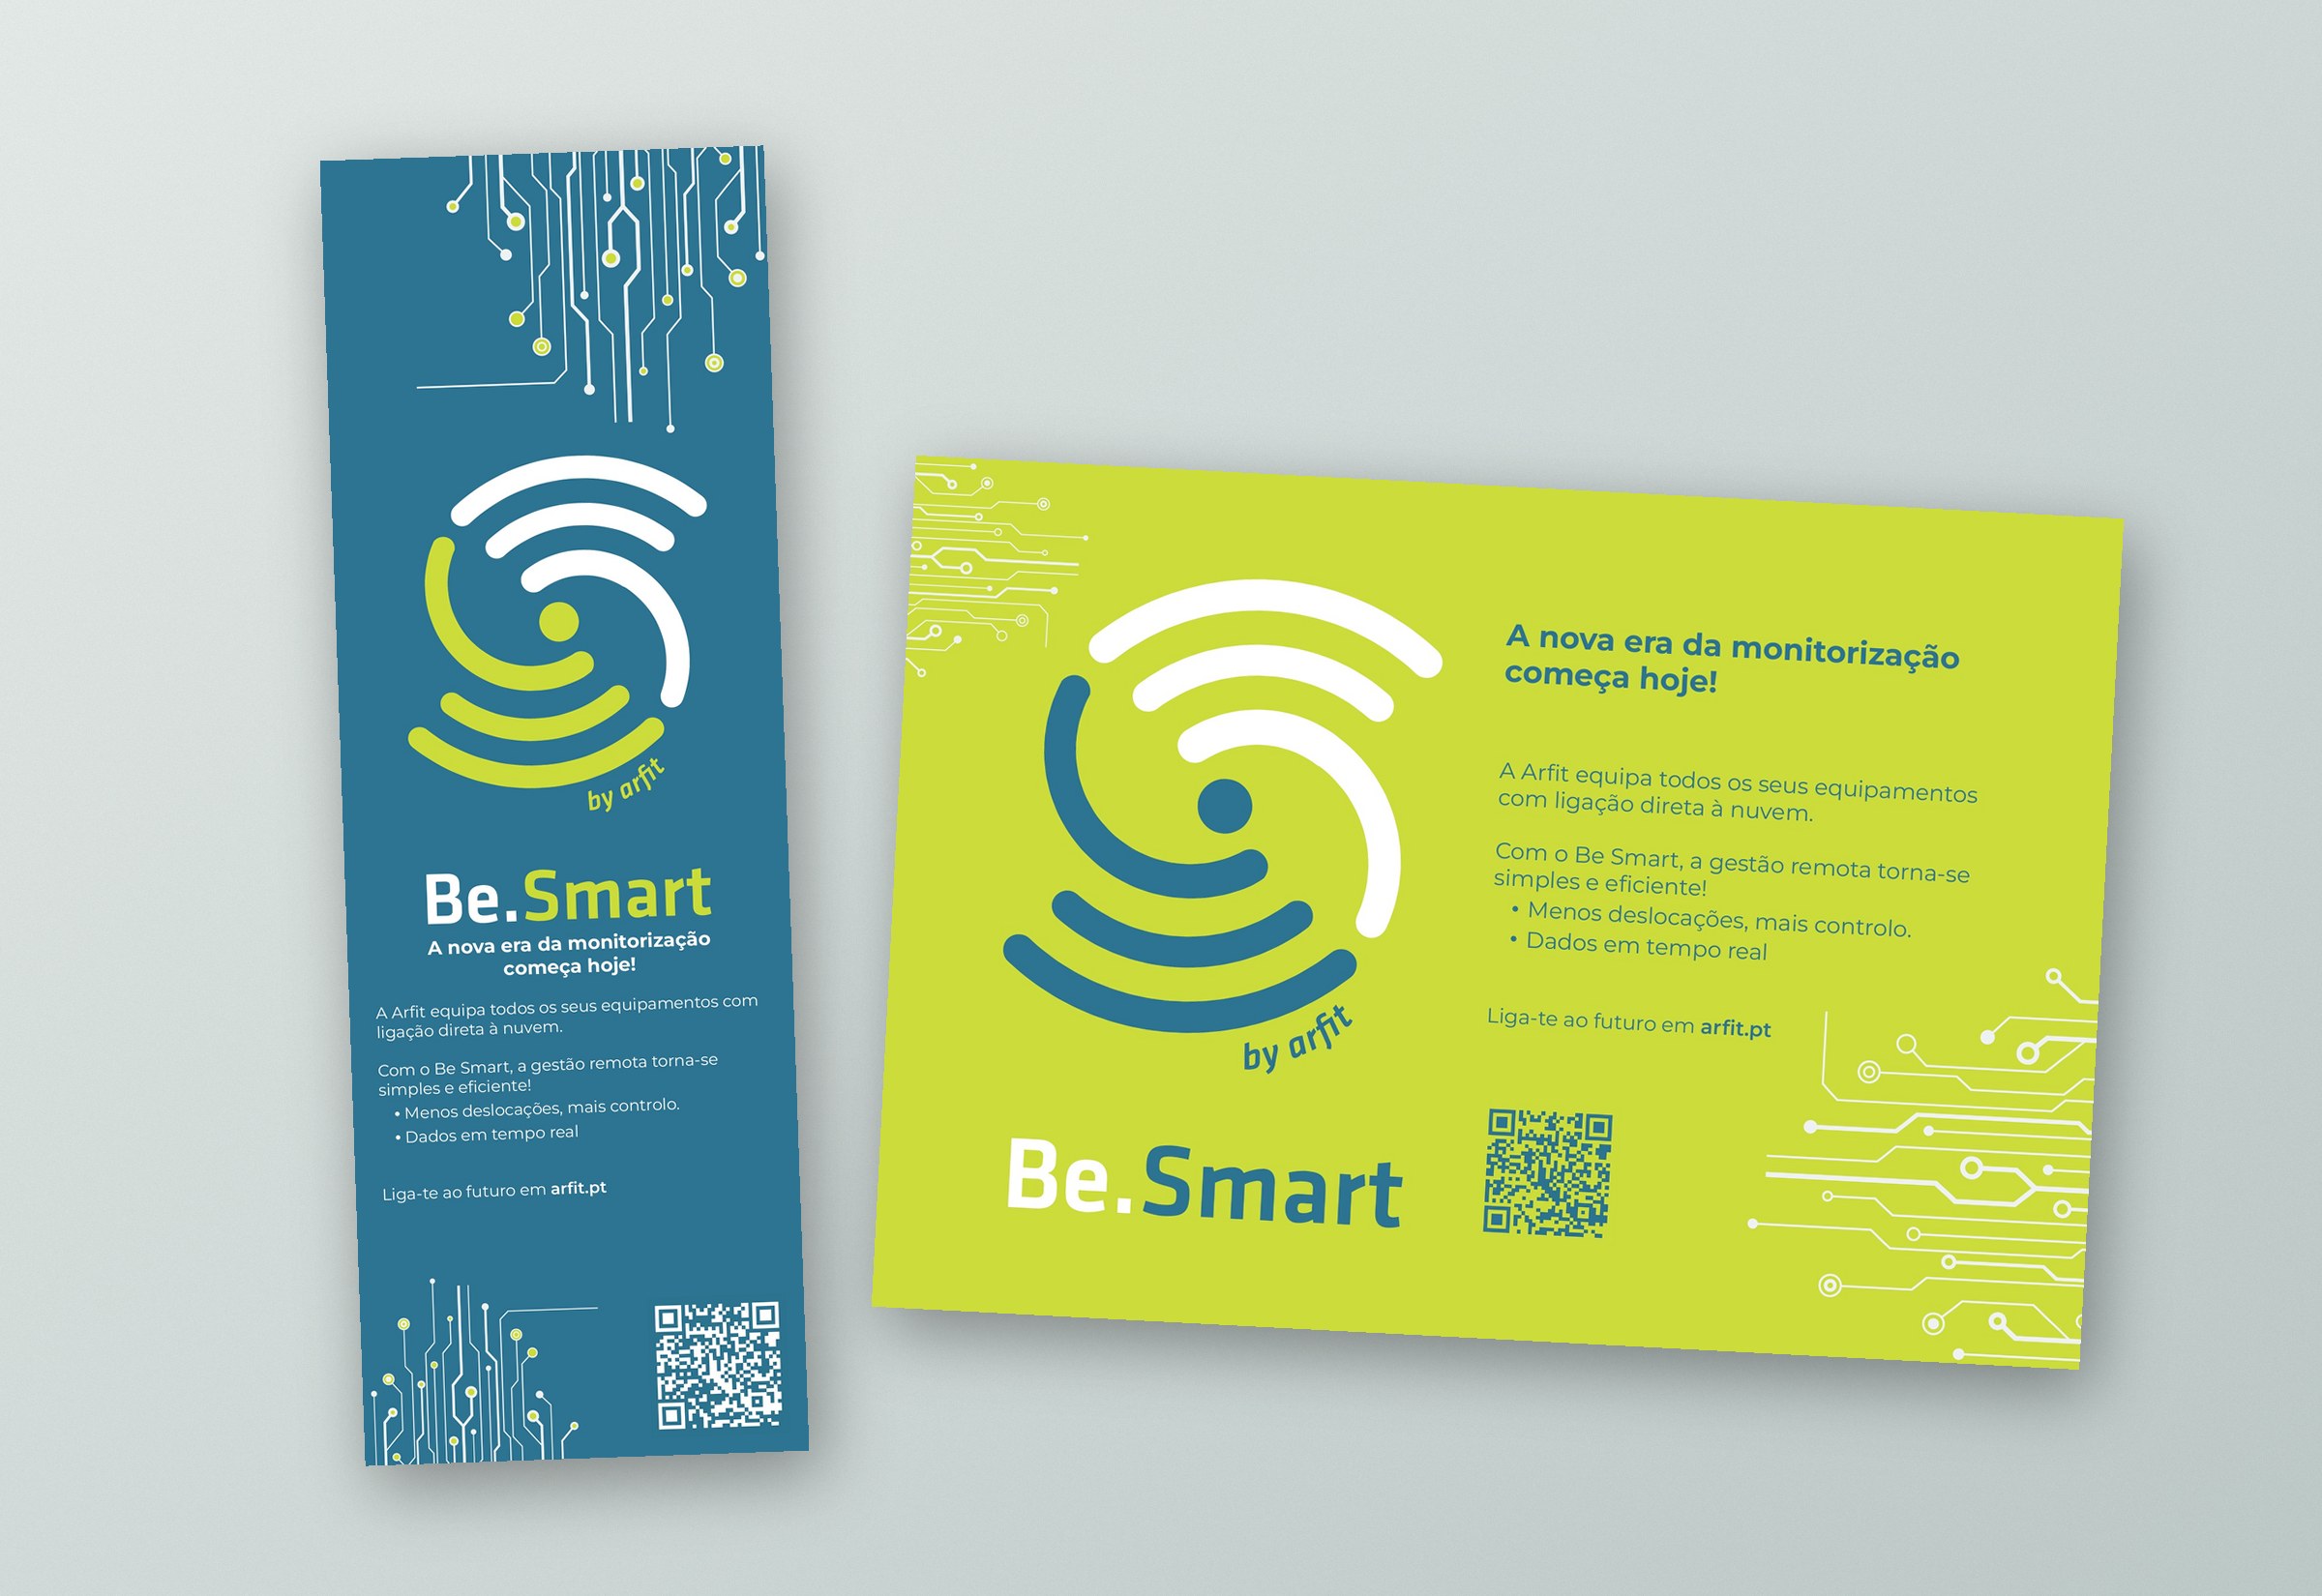 by arfit
Be.Smart
A nova era da monitorização
começa hoje!
A Arfit equipa todos os seus equipamentos com
ligação direta à nuvem.
Com o Be Smart, a gestão remota torna-se
simples e eficiente!
• Menos deslocações, mais controlo.
• Dados em tempo real
Liga-te ao futuro em arfit.pt
by arfit
Be.Smart
A nova era da monitorização
começa hoje!
A Arfit equipa todos os seus equipamentos
com ligação direta à nuvem.
Com o Be Smart, a gestão remota torna-se
simples e eficiente!
• Menos deslocações, mais controlo.
• Dados em tempo real
Liga-te ao futuro em arfit.pt